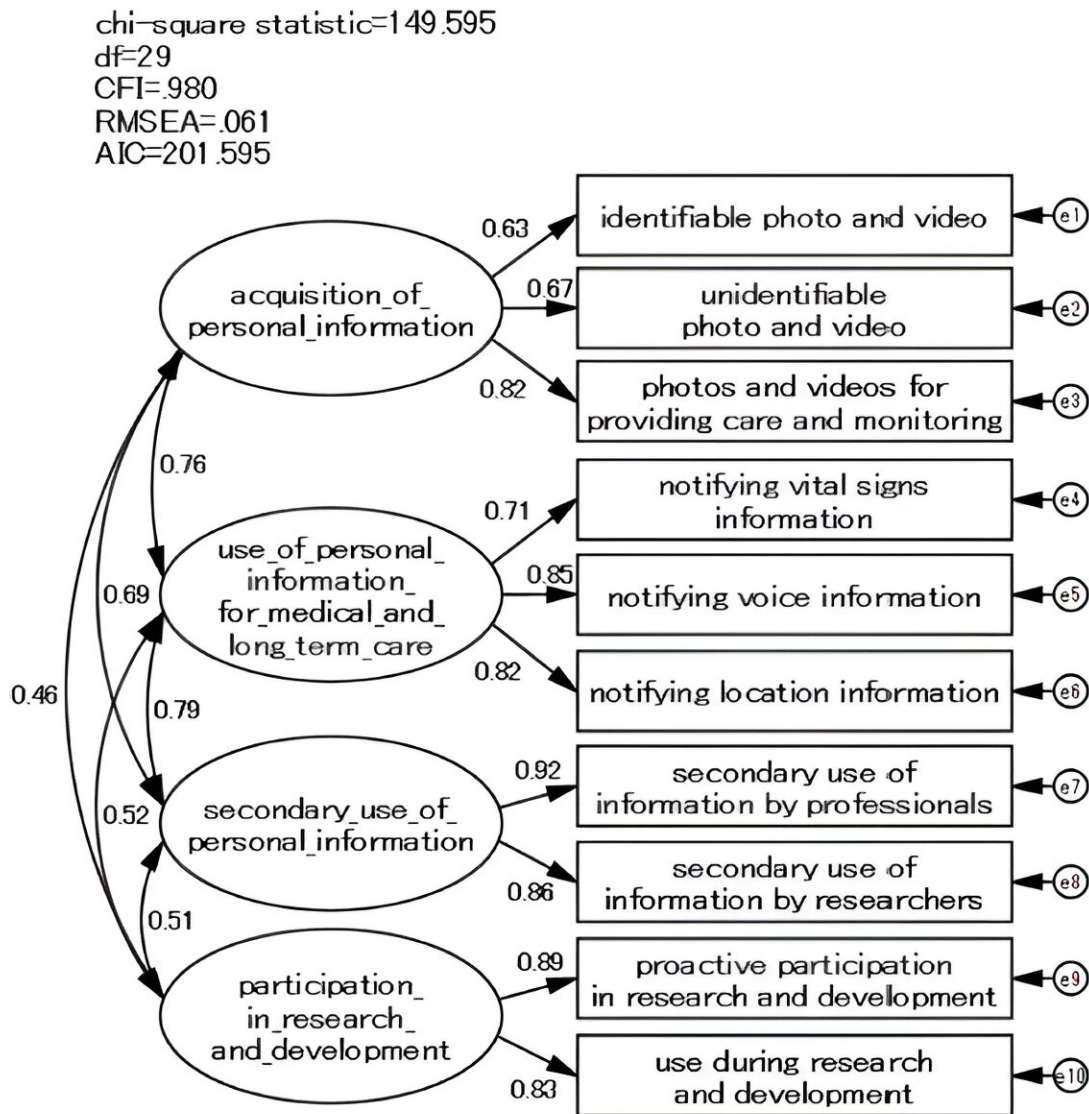 chi-square statistic=149.595
df=29
CFI=.980
RMSEA=.061
AIC=201.595
identifiable photo and video
e1
0.63
acquisition_of_
personal_information
0.67
unidentifiable
photo and video
e2
0.82
photos and videos for
providing care and monitoring
e3
0.76
notifying vital signs
information
e4
0.71
use_of_personal_
information_
for_medical_and_
long_term_care
0.85
notifying voice information
e5
0.69
0.82
notifying location information
e6
0.46
0.79
0.92
secondary use of
information by professionals
e7
secondary_use_of_
personal_information
0.52
0.86
secondary use of
information by researchers
e8
0.51
0.89
proactive participation
in research and development
e9
participation_
in_research_
and_development
0.83
use during research
and development
e10